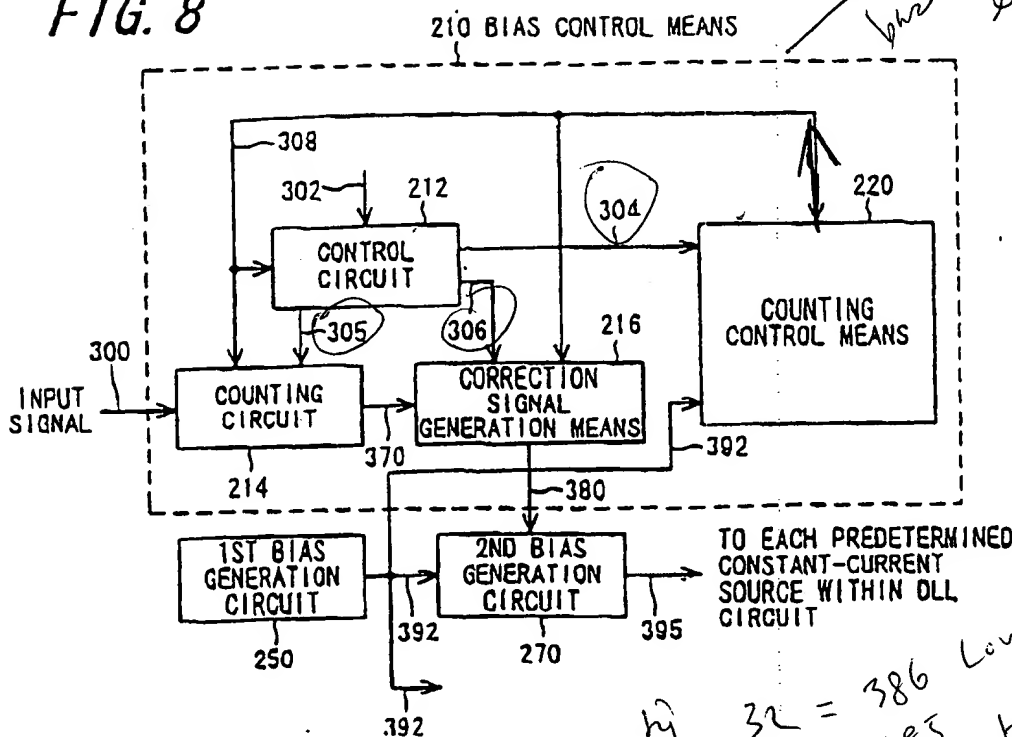 FIG. 8
210 BIAS CONTROL MEANS
308
302
212
304
220
CONTROL
CIRCUIT
COUNTING
CONTROL MEANS
305
306
216
300
INPUT
SIGNAL
COUNTING
CIRCUIT
CORRECTION
SIGNAL
GENERATION MEANS
370
392
214
380
1ST BIAS
GENERATION
CIRCUIT
2ND BIAS
GENERATION
CIRCUIT
TO EACH PREDETERMINED
CONSTANT-CURRENT
SOURCE WITHIN DLL
CIRCUIT
392
395
250
270
392
32 = 386